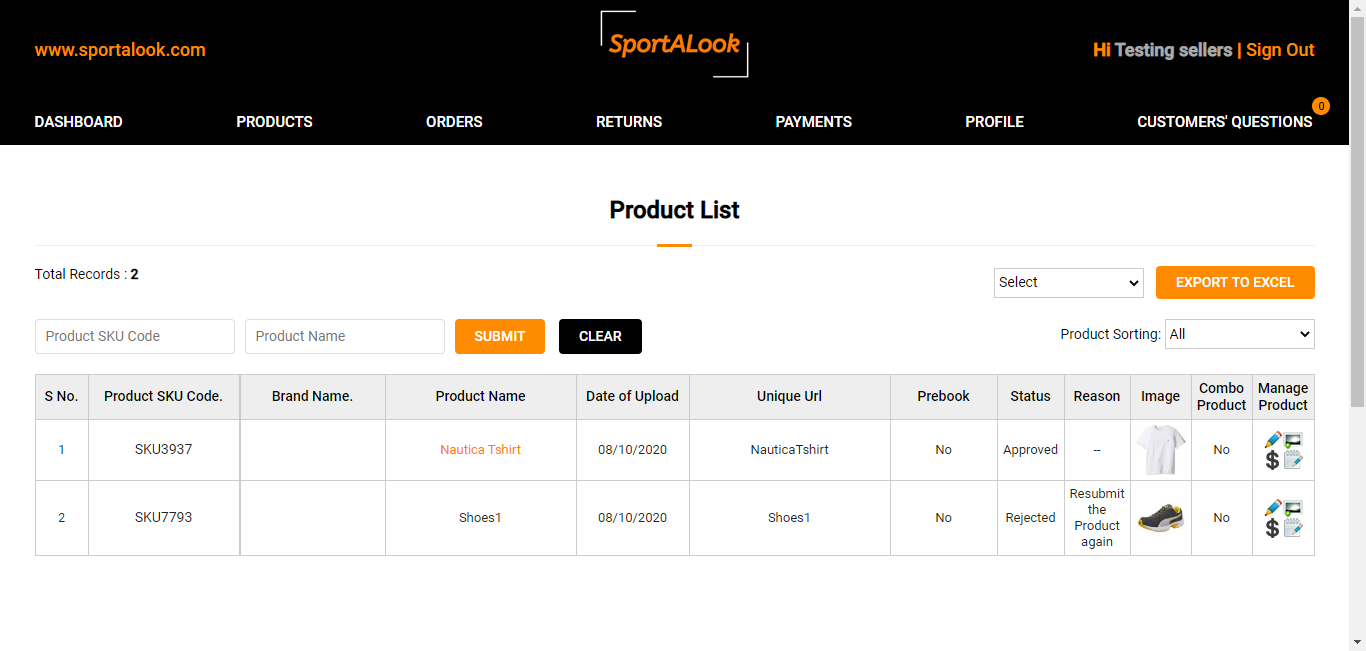 www.sportalook.com
SportALook
Hi Testing sellers | Sign Out
0
DASHBOARD PRODUCTS ORDERS RETURNS PAYMENTS PROFILE CUSTOMERS' QUESTIONS
Product List
Total Records : 2
Select
EXPORT TO EXCEL
Product SKU Code
Product Name
SUBMIT
CLEAR
Product Sorting: All
S No. Product SKU Code. Brand Name. Product Name Date of Upload Unique Url Prebook Status Reason Image Combo Product Manage Product
1 SKU3937 Nautica Tshirt 08/10/2020 NauticaTshirt No Approved -- No
2 SKU7793 Shoes1 08/10/2020 Shoes1 No Rejected Resubmit the Product again No